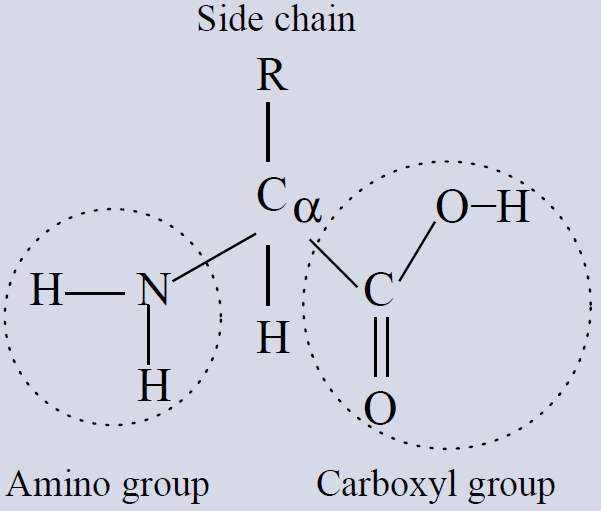 Side chain
R
C α
O–H
H N C
H
H
O
Amino group Carboxyl group